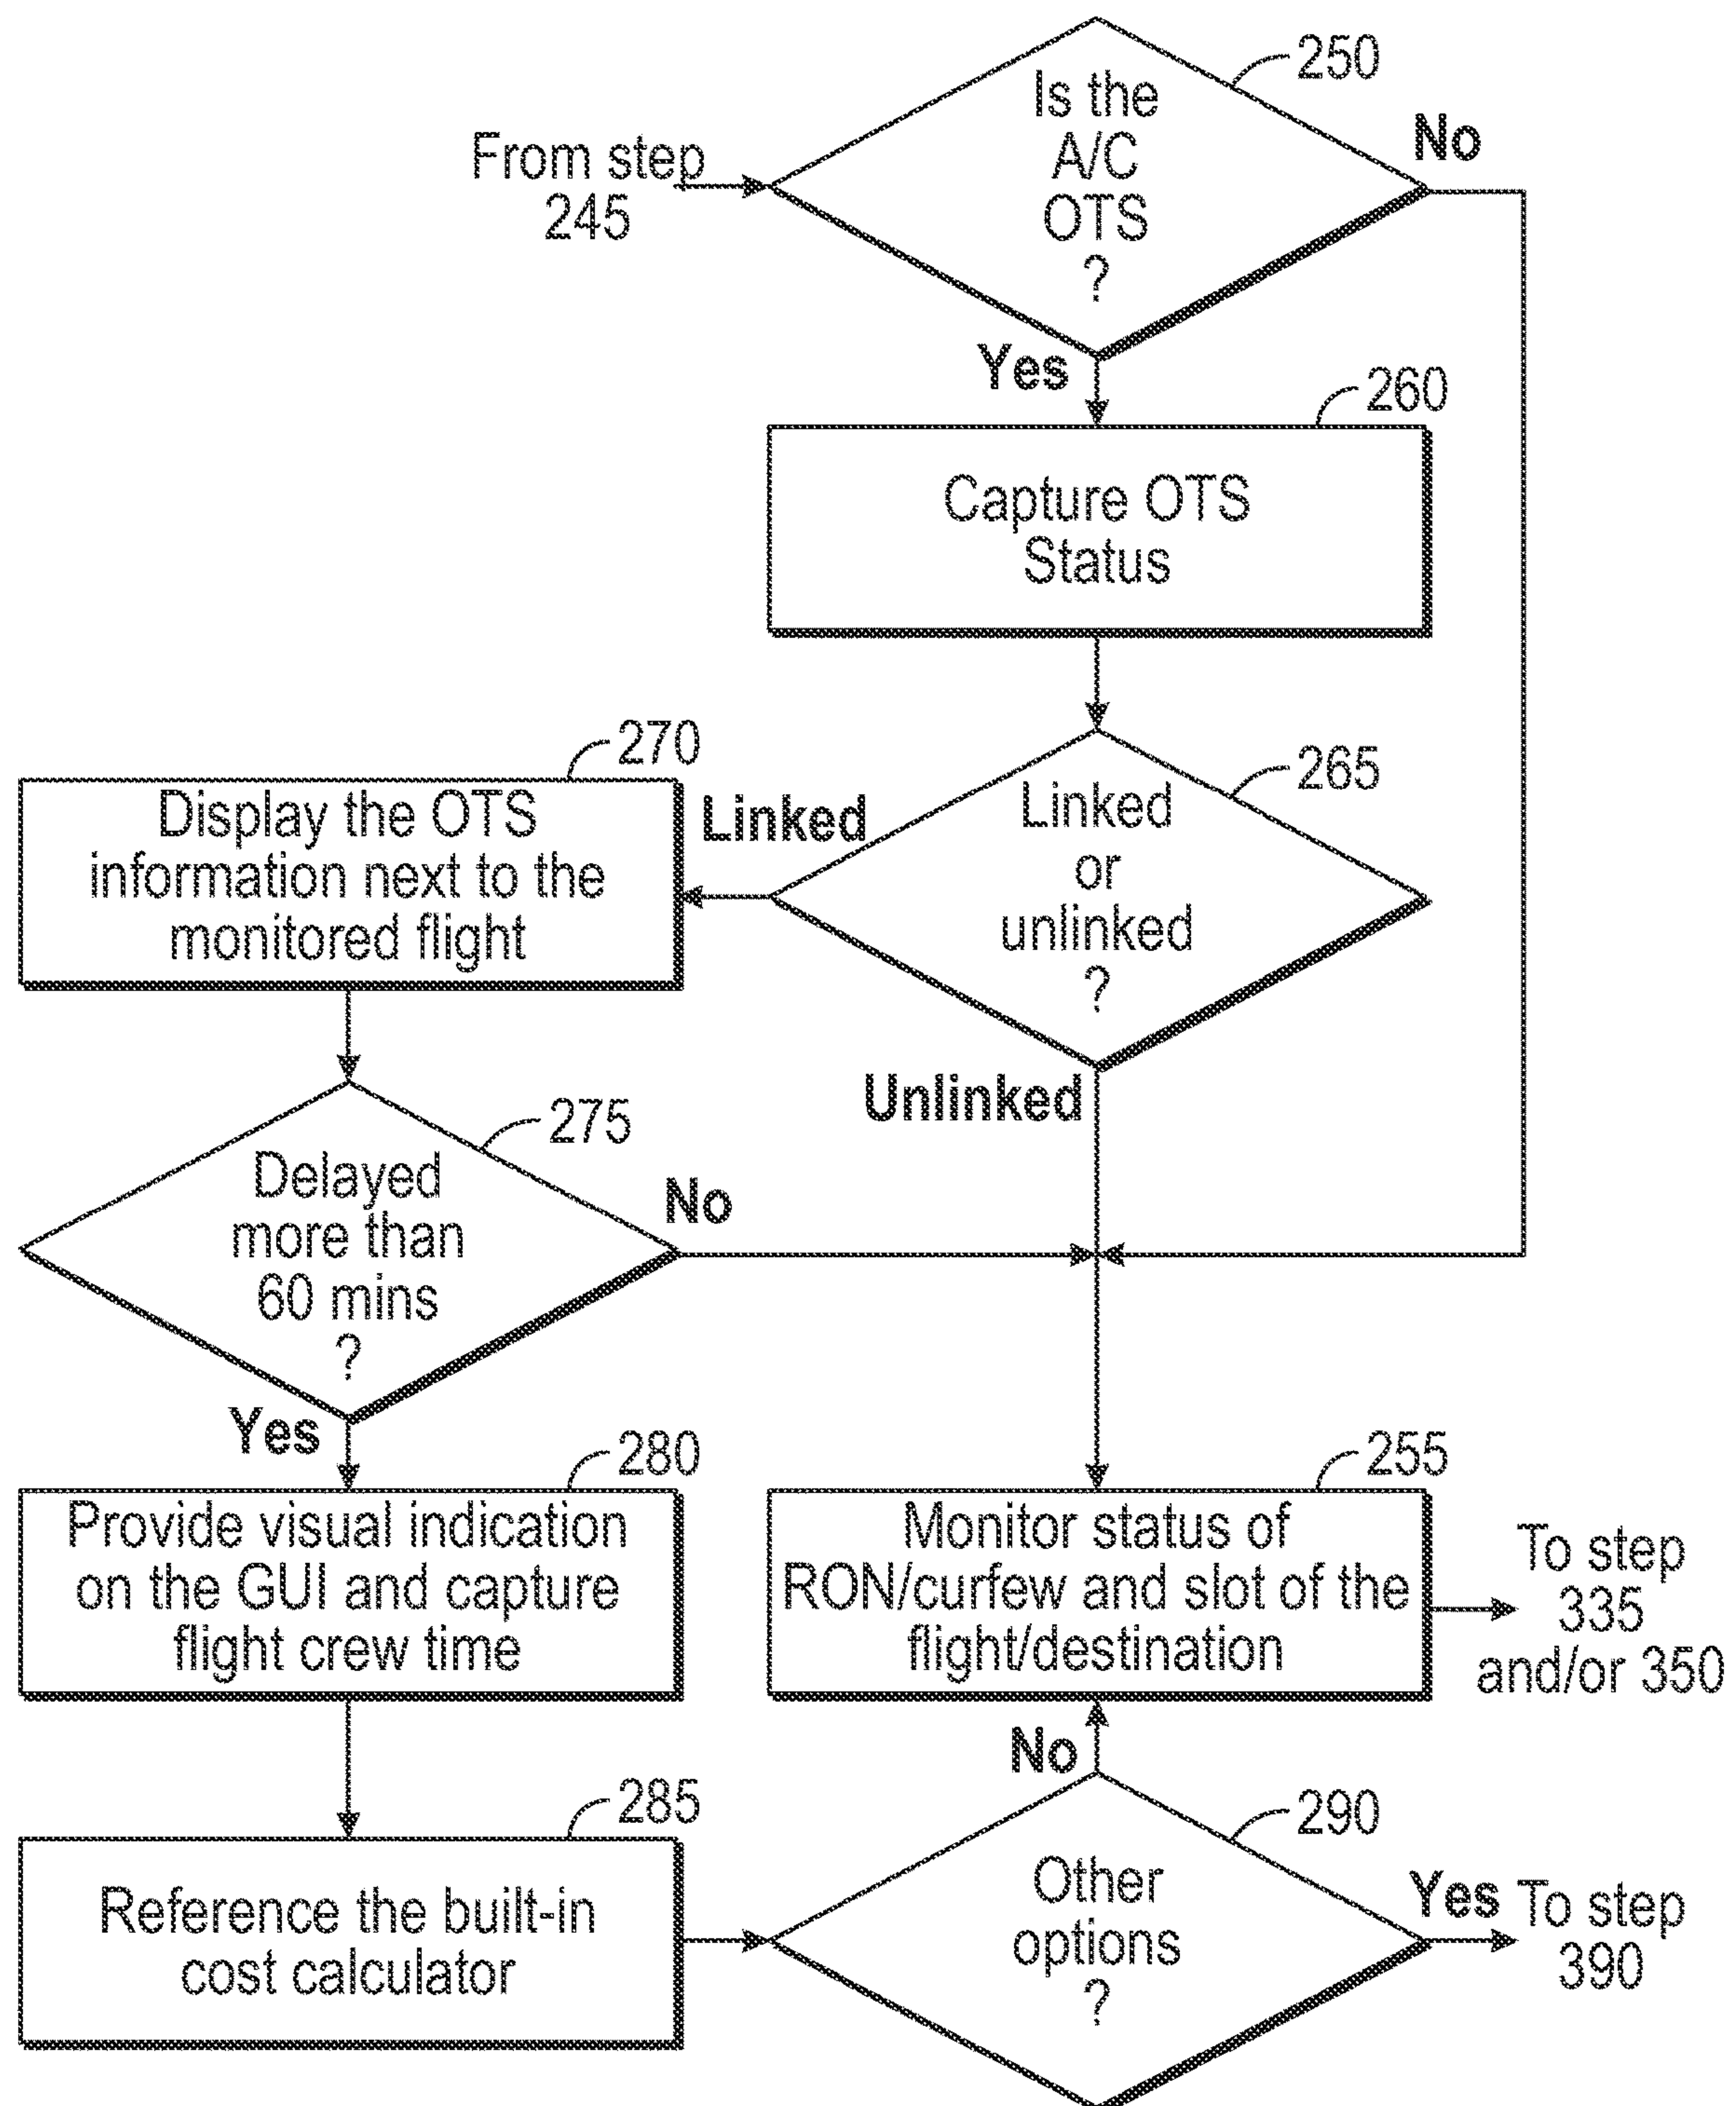 250
Is the
A/C
OTS
?
No
From step
245
Yes
260
Capture OTS
Status
270
Display the OTS
information next to the
monitored flight
Linked
265
Linked
or
unlinked
?
Unlinked
275
Delayed
more than
60 mins
?
No
Yes
280
Provide visual indication
on the GUI and capture
flight crew time
255
Monitor status of
RON/curfew and slot of the
flight/destination
To step
335
and/or 350
No
285
Reference the built-in
cost calculator
290
Other
options
?
Yes
To step
390